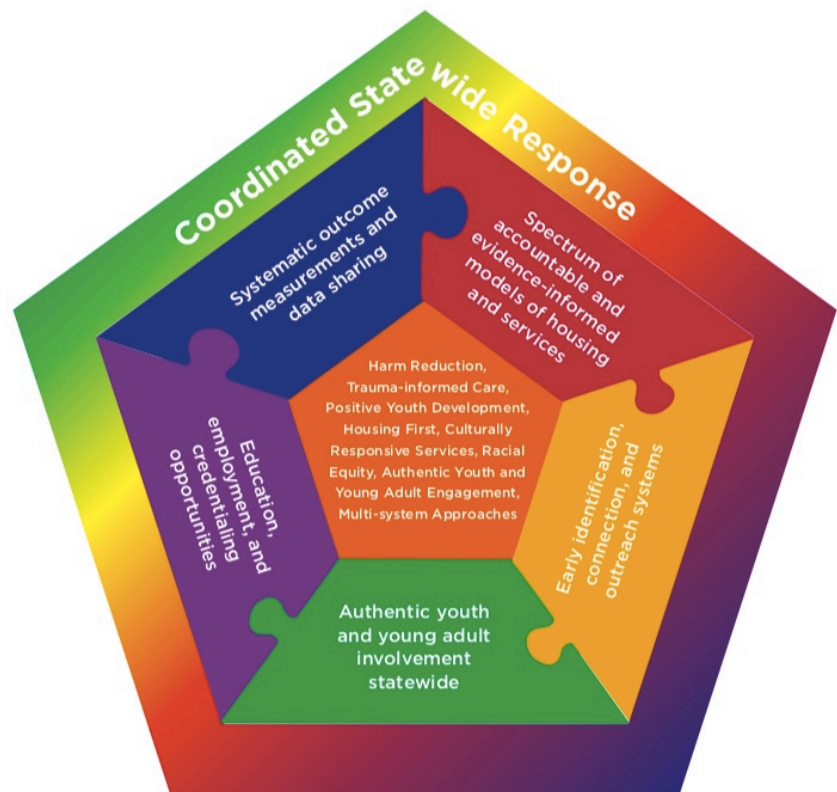 Coordinated State wide Response
Systematic outcome
measurements and
data sharing
Spectrum of
accountable and
evidence-informed
models of housing
and services
Harm Reduction,
Trauma-informed Care,
Positive Youth Development,
Housing First, Culturally
Responsive Services, Racial
Equity, Authentic Youth and
Young Adult Engagement,
Multi-system Approaches
Education,
employment, and
credentialing
opportunities
Early identification,
connection, and
outreach systems
Authentic youth
and young adult
involvement
statewide